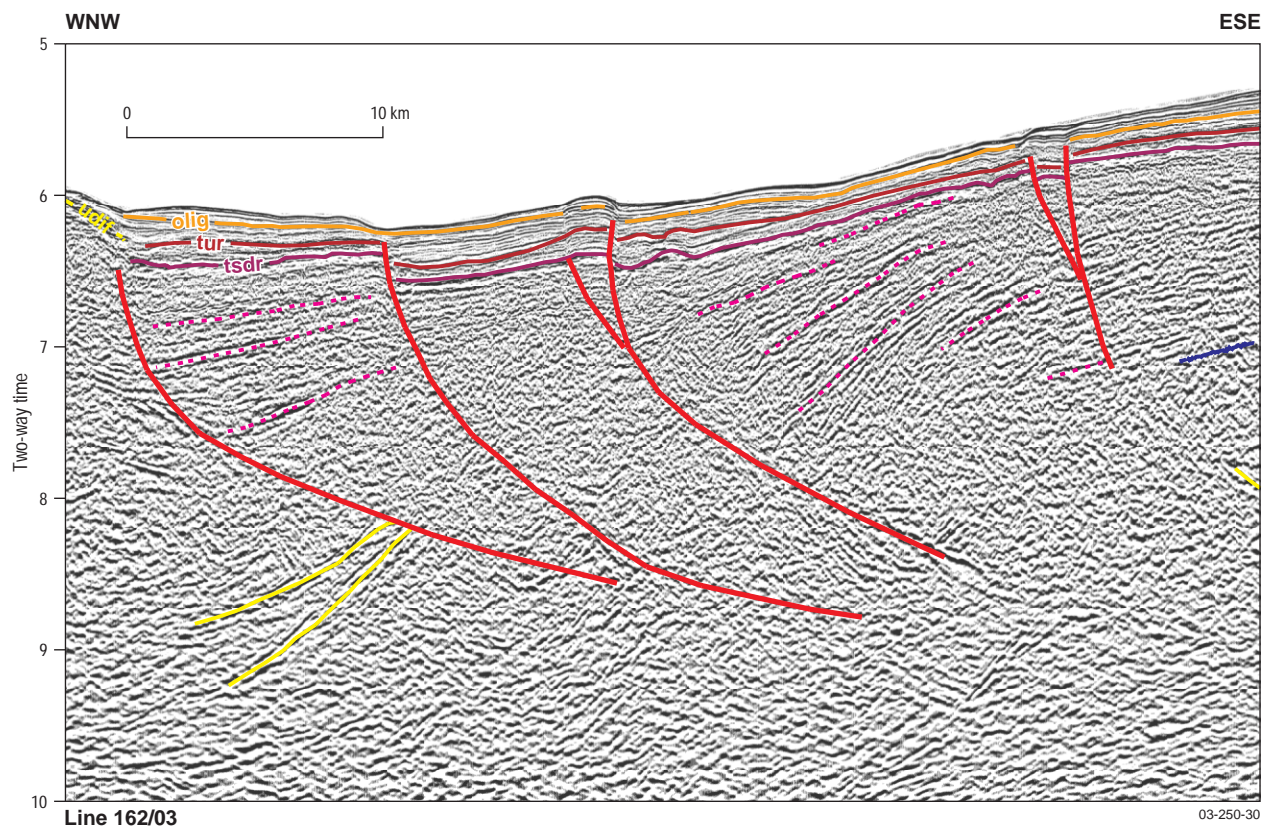 WNW ESE
5
0 10 km
6
udjf
olig
tur
tsdr
7
Two-way time
8
9
10
Line 162/03
03-250-30